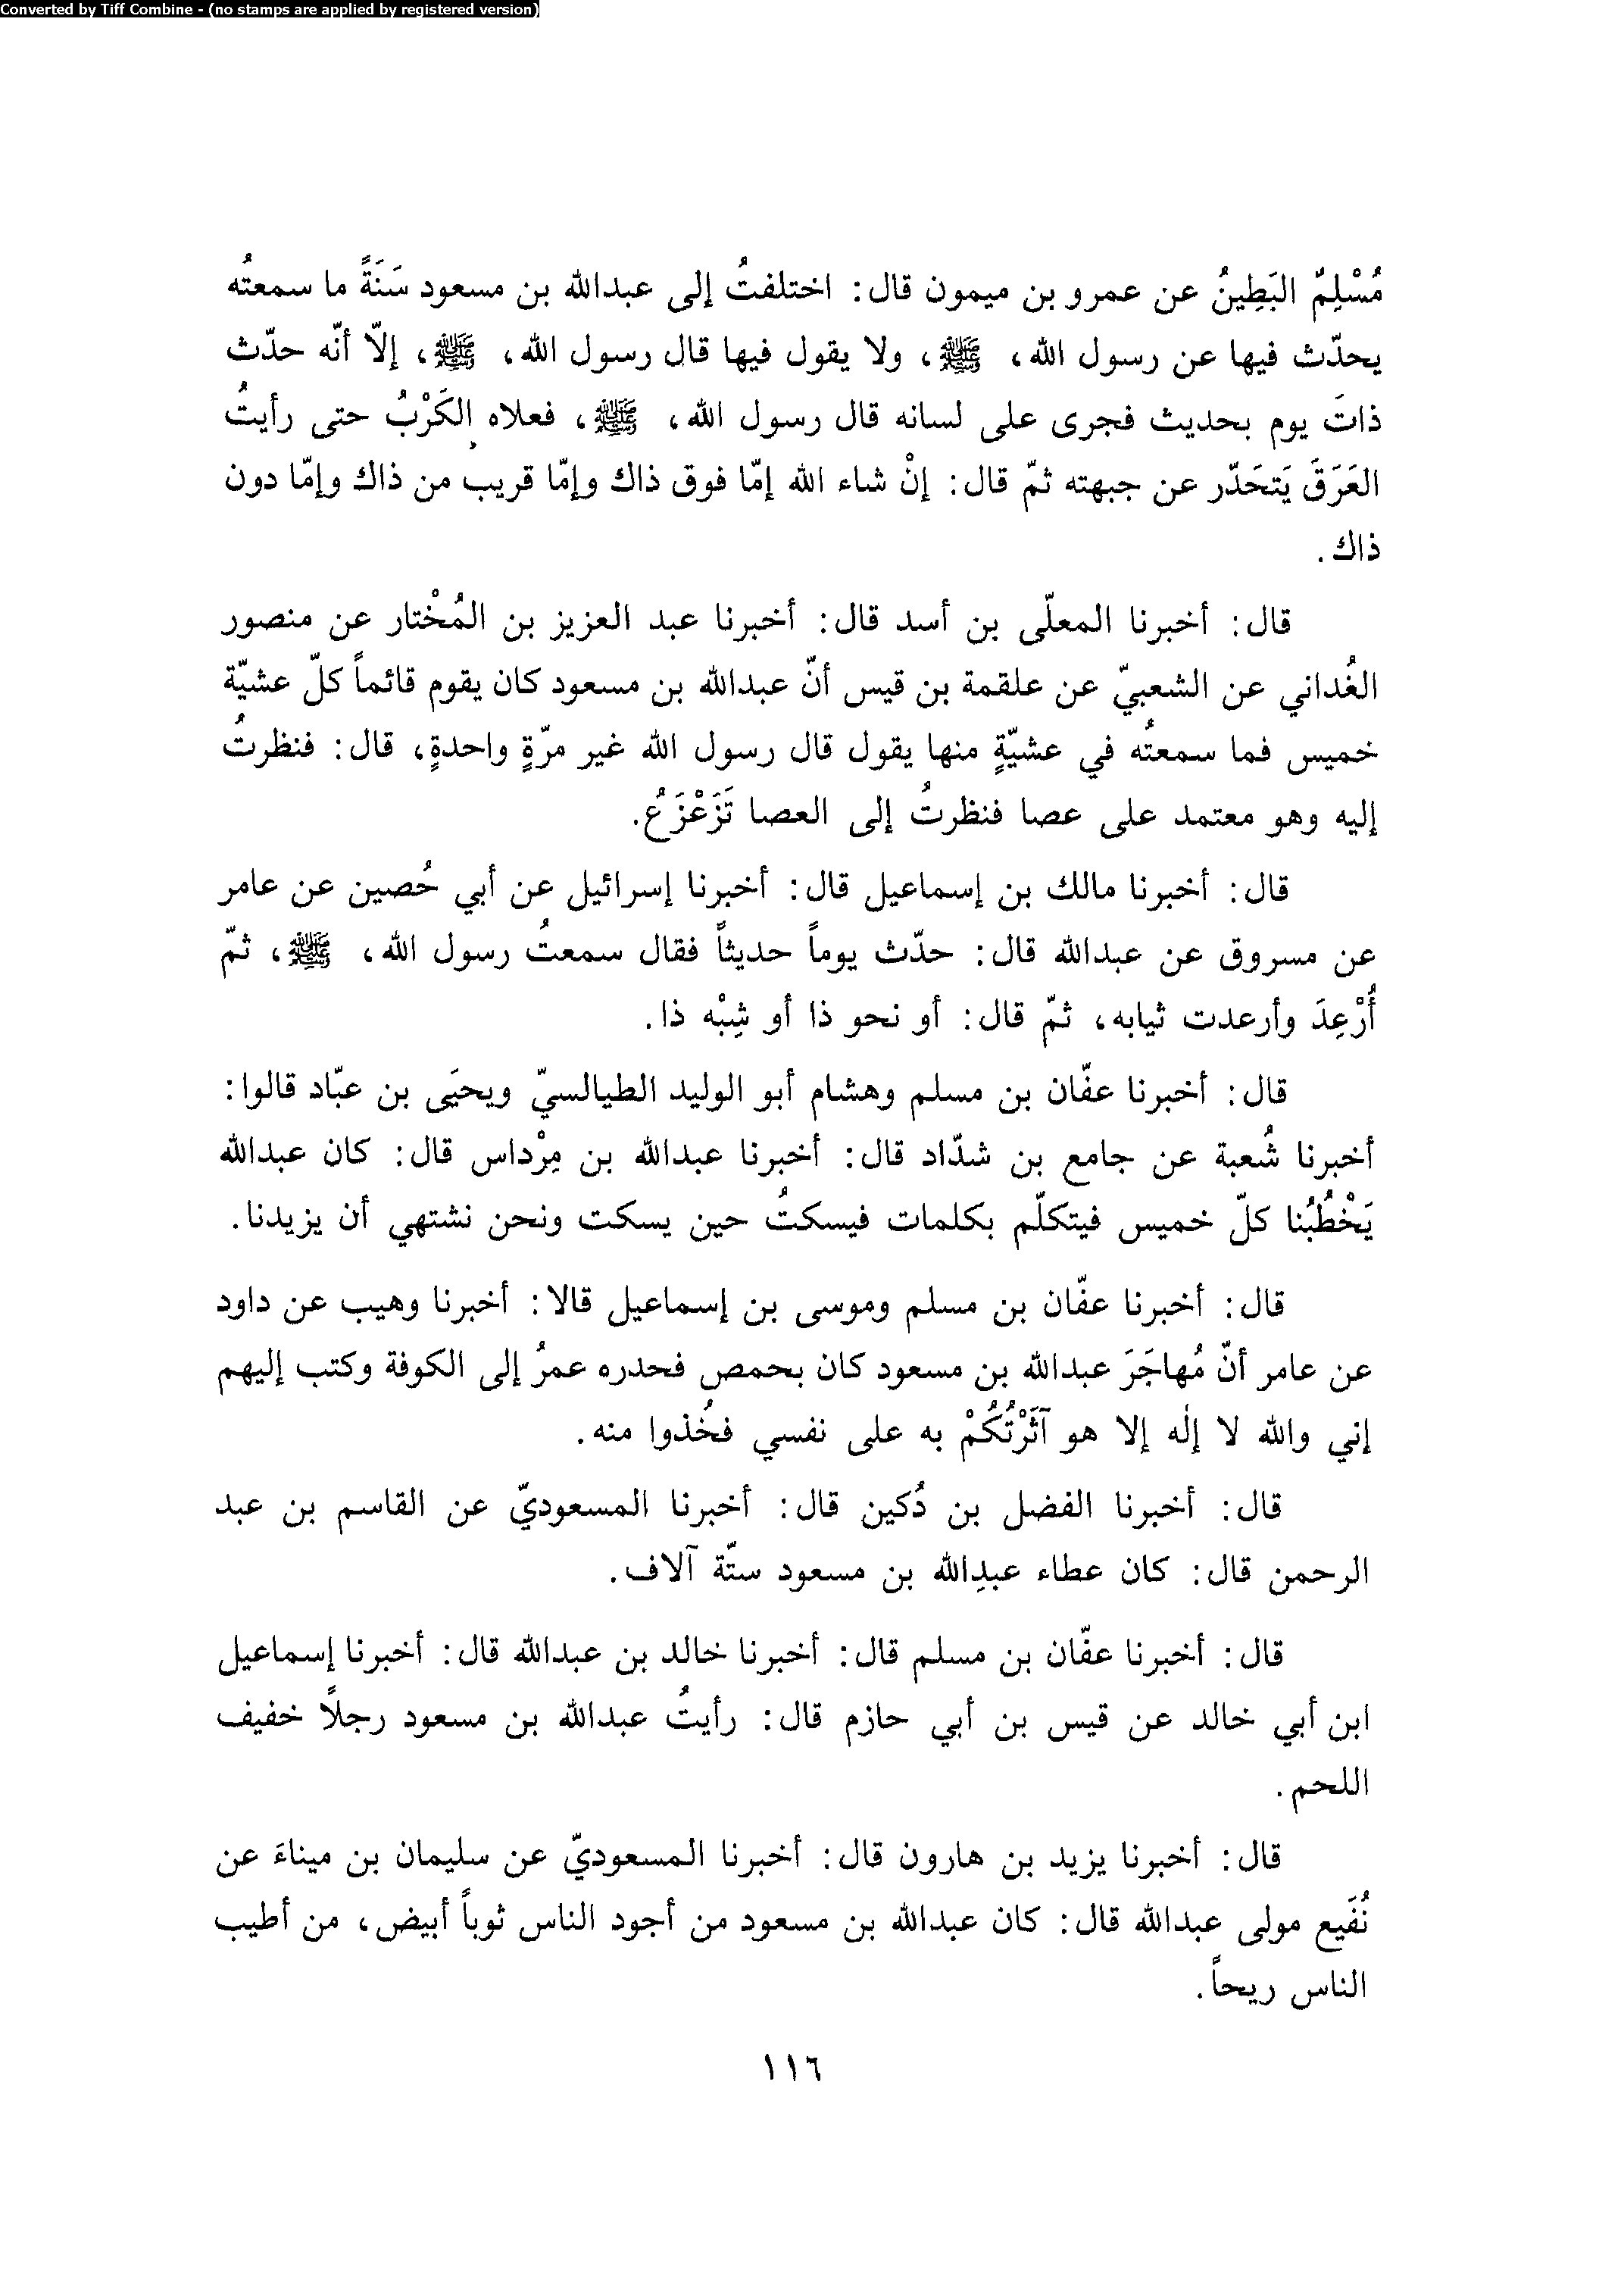 Converted by Tiff Combine - (no stamps are applied by registered version)
مُسْلِمٌ البَطِينُ عن عمرو بن ميمون قال: اختلفتُ إلى عبدالله بن مسعود سَنَةً ما سمعتُه
يحدّث فيها عن رسول الله، ﷺ، ولا يقول فيها قال رسول الله، ﷺ، إلاّ أنّه حدّث
ذاتَ يوم بحديث فجرى على لسانه قال رسول الله، ﷺ، فعلاه الكَرْبُ حتى رأيتُ
العَرَقَ يَتحَدّر عن جبهته ثمّ قال: إنْ شاء الله إمّا فوق ذاك وإمّا قريب من ذاك وإمّا دون
ذاك.
قال: أخبرنا المعلّى بن أسد قال: أخبرنا عبد العزيز بن المُخْتار عن منصور
الغُداني عن الشعبيّ عن علقمة بن قيس أنّ عبدالله بن مسعود كان يقوم قائماً كلّ عشيّة
خميس فما سمعتُه في عشيّةٍ منها يقول قال رسول الله غير مرّةٍ واحدةٍ، قال: فنظرتُ
إليه وهو معتمد على عصا فنظرتُ إلى العصا تَزَعْزَعُ.
قال: أخبرنا مالك بن إسماعيل قال: أخبرنا إسرائيل عن أبي حُصين عن عامر
عن مسروق عن عبدالله قال: حدّث يوماً حديثاً فقال سمعتُ رسول الله، ﷺ، ثمّ
أُرْعِدَ وأرعدت ثيابه، ثمّ قال: أو نحو ذا أو شِبْه ذا.
قال: أخبرنا عفّان بن مسلم وهشام أبو الوليد الطيالسيّ ويحيَى بن عبّاد قالوا:
أخبرنا شُعبة عن جامع بن شدّاد قال: أخبرنا عبدالله بن مِرْداس قال: كان عبدالله
يَخْطُبُنا كلّ خميس فيتكلّم بكلمات فيسكتُ حين يسكت ونحن نشتهي أن يزيدنا.
قال: أخبرنا عفّان بن مسلم وموسى بن إسماعيل قالا: أخبرنا وهيب عن داود
عن عامر أنّ مُهاجَرَ عبدالله بن مسعود كان بحمص فحدره عمرُ إلى الكوفة وكتب إليهم
إني والله لا إلٰه إلا هو آثَرْتُكُمْ به على نفسي فخُذوا منه.
قال: أخبرنا الفضل بن دُكين قال: أخبرنا المسعوديّ عن القاسم بن عبد
الرحمن قال: كان عطاء عبدِالله بن مسعود ستّة آلاف.
قال: أخبرنا عفّان بن مسلم قال: أخبرنا خالد بن عبدالله قال: أخبرنا إسماعيل
ابن أبي خالد عن قيس بن أبي حازم قال: رأيتُ عبدالله بن مسعود رجلاً خفيف
اللحم.
قال: أخبرنا يزيد بن هارون قال: أخبرنا المسعوديّ عن سليمان بن ميناءَ عن
نُفَيع مولى عبدالله قال: كان عبدالله بن مسعود من أجود الناس ثوباً أبيض، من أطيب
الناس ريحاً.
١١٦